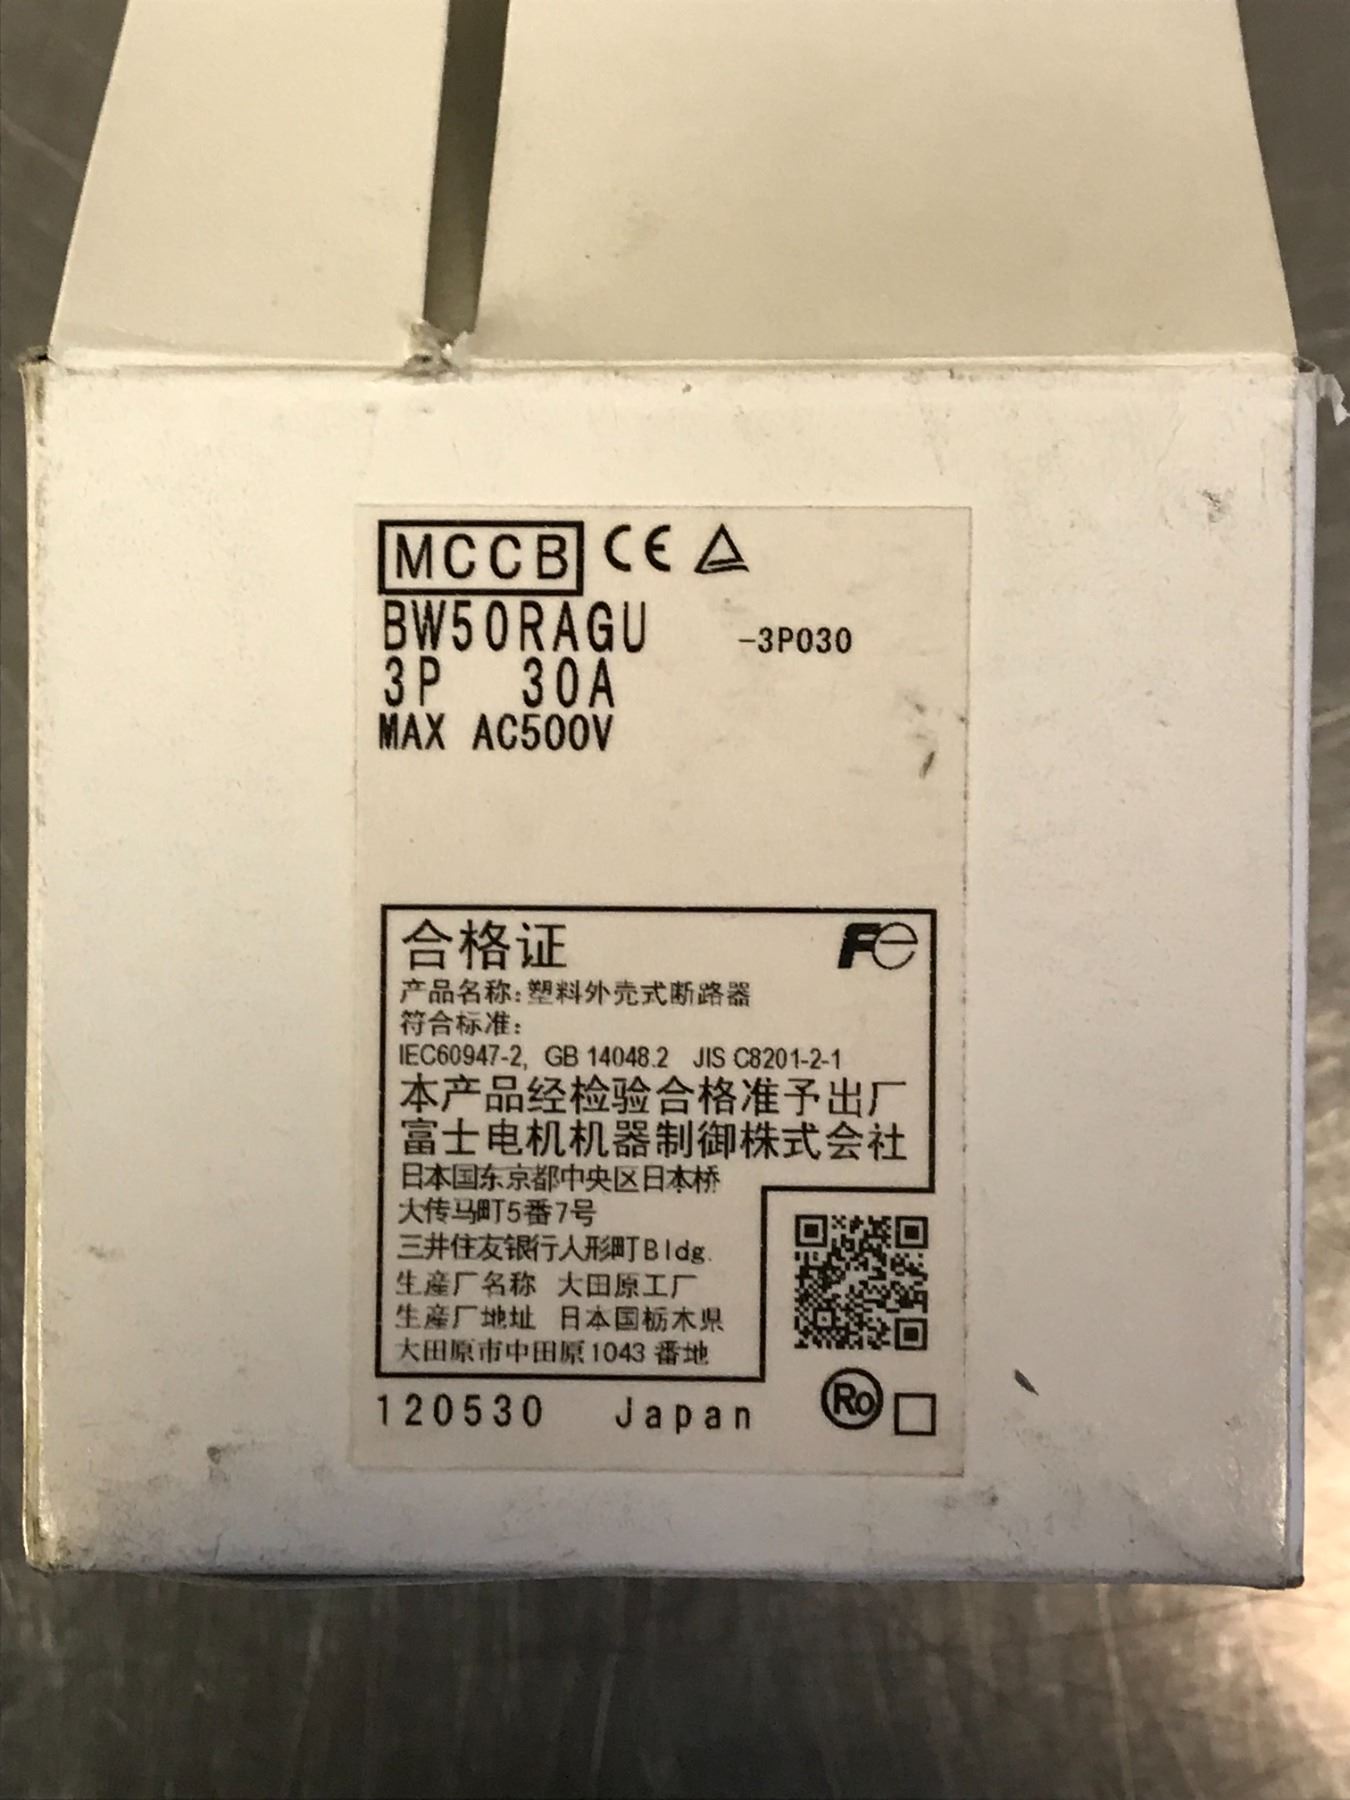 MCCB CE
BW50RAGU -3P030
3P 30A
MAX AC500V
合格证 Fe
产品名称:塑料外壳式断路器
符合标准:
IEC60947-2, GB 14048.2 JIS C8201-2-1
本产品经检验合格准予出厂
富士电机机器制御株式会社
日本国东京都中央区日本桥
大传马町5番7号
三井住友银行人形町Bldg.
生産厂名称 大田原工厂
生産厂地址 日本国栃木県
大田原市中田原1043番地
120530 Japan Ro